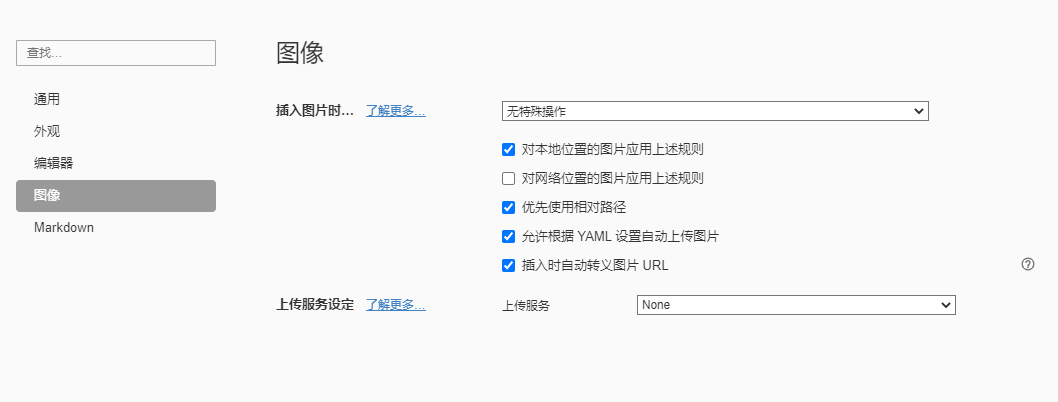 查找...
通用
外观
编辑器
图像
Markdown
图像
插入图片时... 了解更多... 无特殊操作
对本地位置的图片应用上述规则
对网络位置的图片应用上述规则
优先使用相对路径
允许根据 YAML 设置自动上传图片
插入时自动转义图片 URL
上传服务设定 了解更多... 上传服务 None